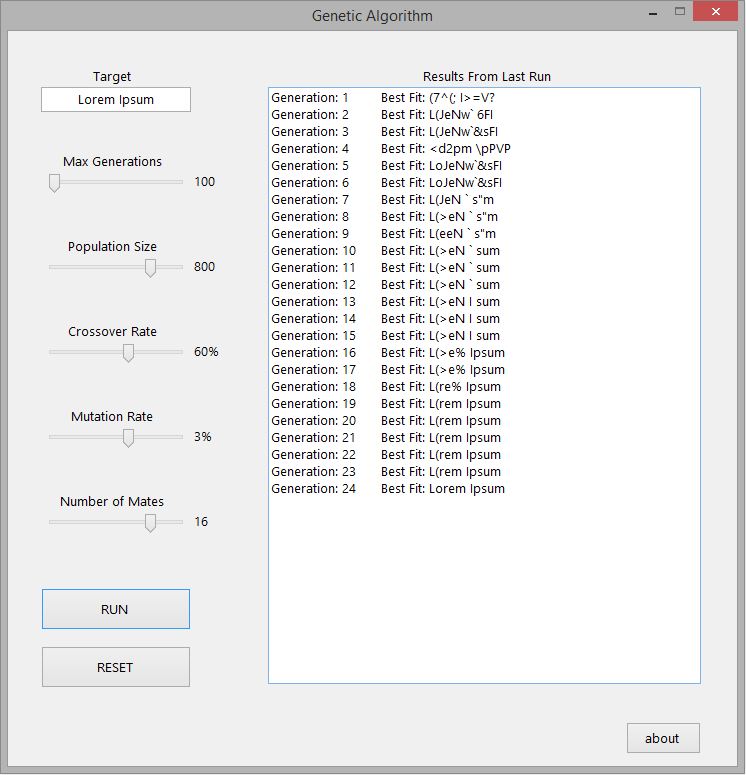 Genetic Algorithm
Target
Lorem Ipsum
Max Generations
100
Population Size
800
Crossover Rate
60%
Mutation Rate
3%
Number of Mates
16
RUN
RESET
Results From Last Run
Generation: 1 Best Fit: (7^(; I>=V?
Generation: 2 Best Fit: L(JeNw` 6FI
Generation: 3 Best Fit: L(JeNw`&sFI
Generation: 4 Best Fit: <d2pm \pPVP
Generation: 5 Best Fit: LoJeNw`&sFI
Generation: 6 Best Fit: LoJeNw`&sFI
Generation: 7 Best Fit: L(JeN ` s"m
Generation: 8 Best Fit: L(>eN ` s"m
Generation: 9 Best Fit: L(eeN ` s"m
Generation: 10 Best Fit: L(>eN ` sum
Generation: 11 Best Fit: L(>eN ` sum
Generation: 12 Best Fit: L(>eN ` sum
Generation: 13 Best Fit: L(>eN I sum
Generation: 14 Best Fit: L(>eN I sum
Generation: 15 Best Fit: L(>eN I sum
Generation: 16 Best Fit: L(>e% Ipsum
Generation: 17 Best Fit: L(>e% Ipsum
Generation: 18 Best Fit: L(re% Ipsum
Generation: 19 Best Fit: L(rem Ipsum
Generation: 20 Best Fit: L(rem Ipsum
Generation: 21 Best Fit: L(rem Ipsum
Generation: 22 Best Fit: L(rem Ipsum
Generation: 23 Best Fit: L(rem Ipsum
Generation: 24 Best Fit: Lorem Ipsum
about